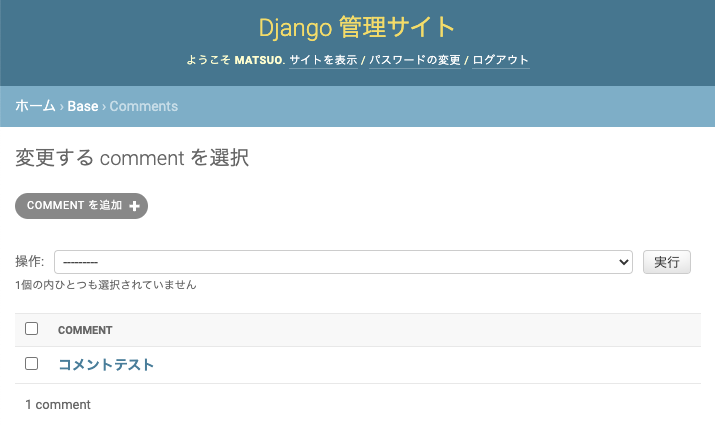 Django 管理サイト
ようこそ MATSUO. サイトを表示 / パスワードの変更 / ログアウト
ホーム › Base › Comments
変更する comment を選択
COMMENT を追加 +
操作: --------- 実行
1個の内ひとつも選択されていません
COMMENT
コメントテスト
1 comment